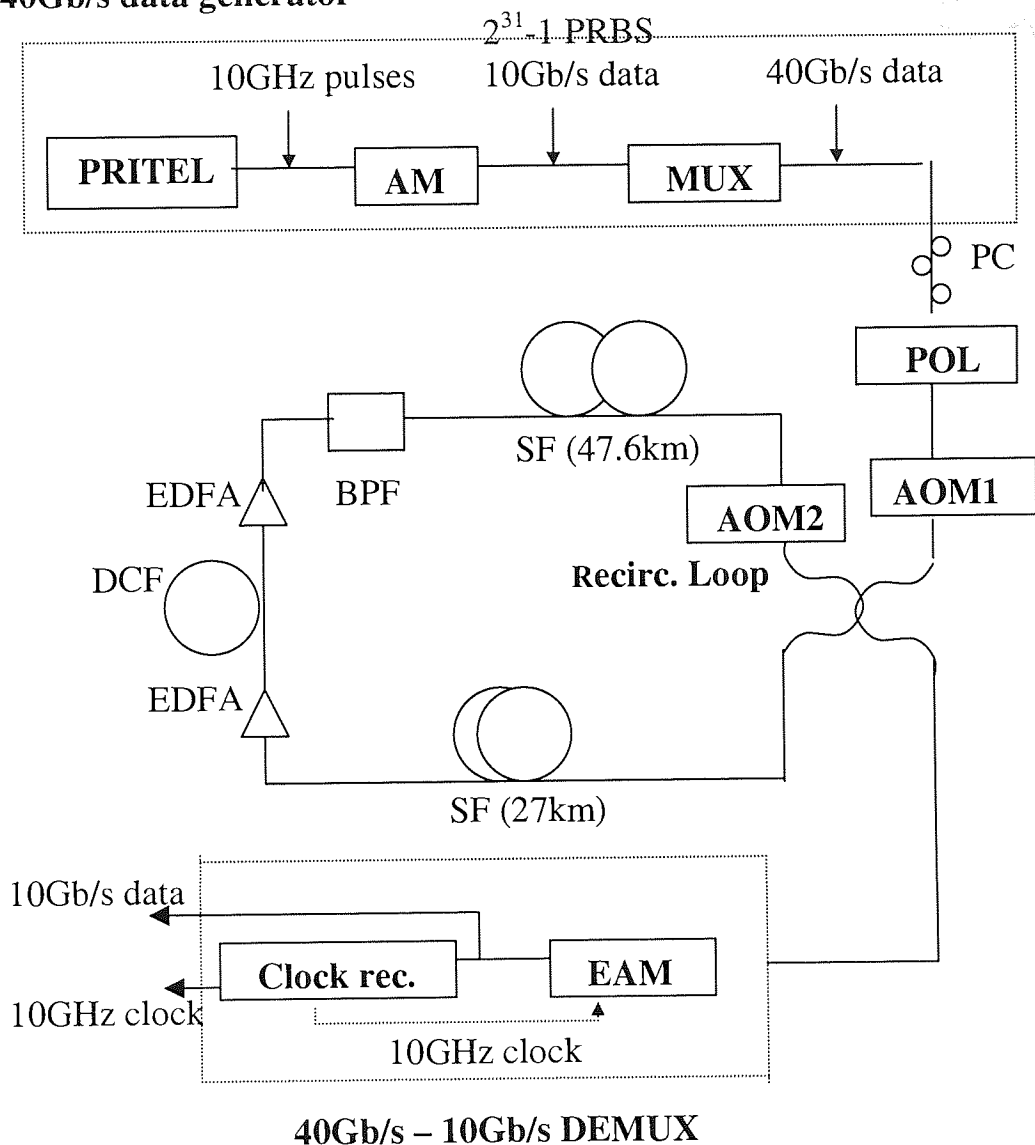 40Gb/s data generator
2^31-1 PRBS
10GHz pulses
10Gb/s data
40Gb/s data
PRITEL
AM
MUX
PC
POL
SF (47.6km)
EDFA
BPF
AOM2
AOM1
DCF
Recirc. Loop
EDFA
SF (27km)
10Gb/s data
Clock rec.
EAM
10GHz clock
10GHz clock
40Gb/s – 10Gb/s DEMUX